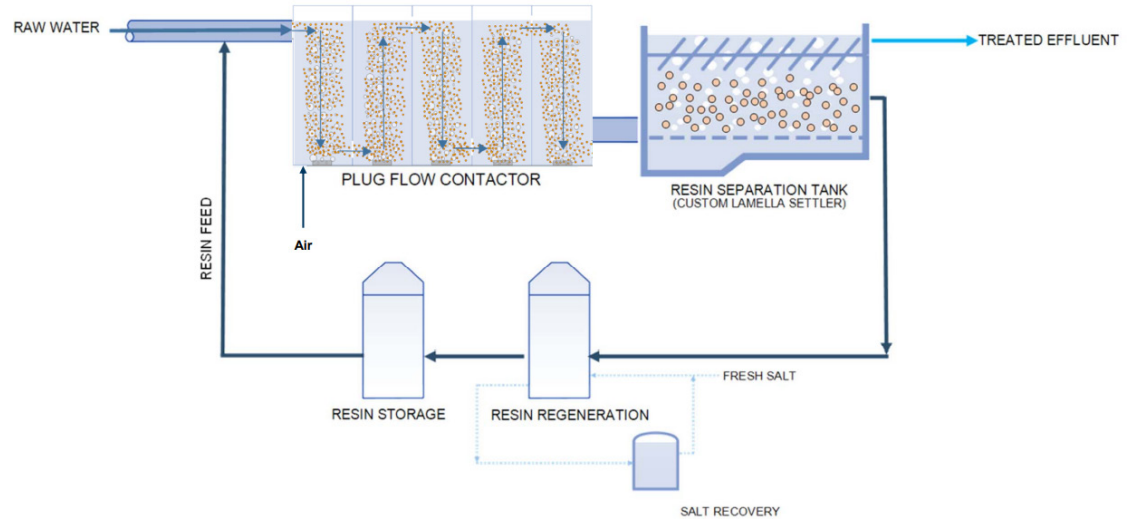 RAW WATER
TREATED EFFLUENT
PLUG FLOW CONTACTOR
RESIN SEPARATION TANK
(CUSTOM LAMELLA SETTLER)
Air
RESIN FEED
FRESH SALT
RESIN STORAGE
RESIN REGENERATION
SALT RECOVERY